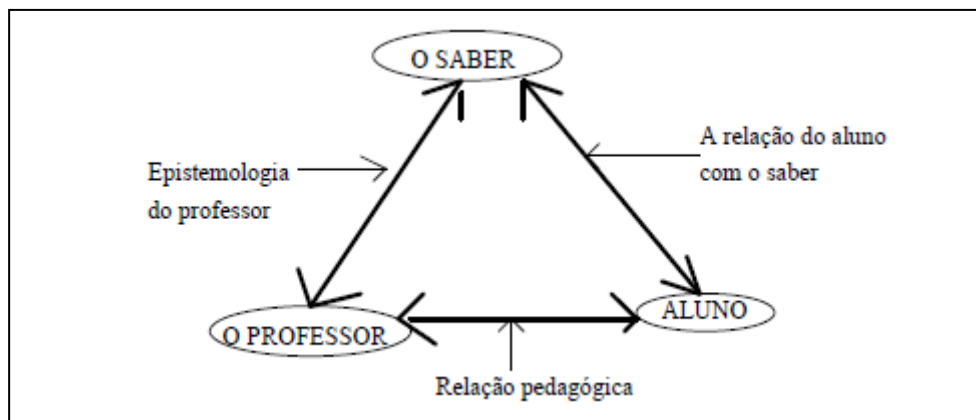 O SABER
A relação do aluno
com o saber
Epistemologia
do professor
O PROFESSOR
ALUNO
Relação pedagógica